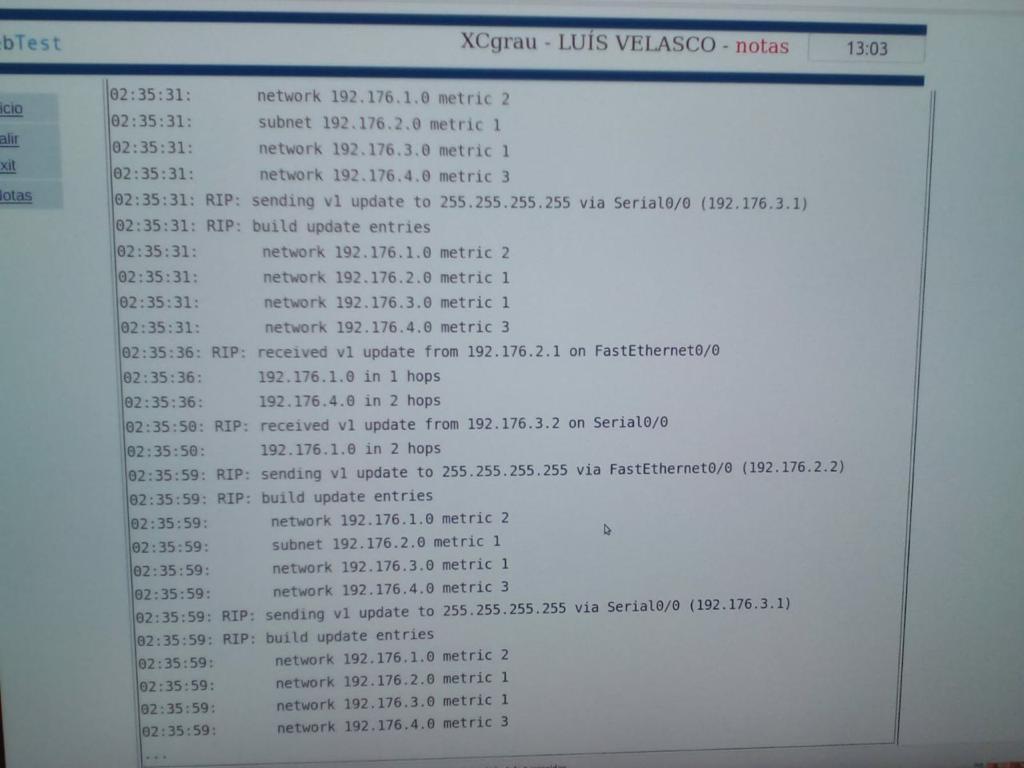 bTest
XCgrau - LUÍS VELASCO - notas
13:03
icio
alir
xit
lotas
02:35:31: network 192.176.1.0 metric 2
02:35:31: subnet 192.176.2.0 metric 1
02:35:31: network 192.176.3.0 metric 1
02:35:31: network 192.176.4.0 metric 3
02:35:31: RIP: sending v1 update to 255.255.255.255 via Serial0/0 (192.176.3.1)
02:35:31: RIP: build update entries
02:35:31: network 192.176.1.0 metric 2
02:35:31: network 192.176.2.0 metric 1
02:35:31: network 192.176.3.0 metric 1
02:35:31: network 192.176.4.0 metric 3
02:35:36: RIP: received v1 update from 192.176.2.1 on FastEthernet0/0
02:35:36: 192.176.1.0 in 1 hops
02:35:36: 192.176.4.0 in 2 hops
02:35:50: RIP: received v1 update from 192.176.3.2 on Serial0/0
02:35:50: 192.176.1.0 in 2 hops
02:35:59: RIP: sending v1 update to 255.255.255.255 via FastEthernet0/0 (192.176.2.2)
02:35:59: RIP: build update entries
02:35:59: network 192.176.1.0 metric 2
02:35:59: subnet 192.176.2.0 metric 1
02:35:59: network 192.176.3.0 metric 1
02:35:59: network 192.176.4.0 metric 3
02:35:59: RIP: sending v1 update to 255.255.255.255 via Serial0/0 (192.176.3.1)
02:35:59: RIP: build update entries
02:35:59: network 192.176.1.0 metric 2
02:35:59: network 192.176.2.0 metric 1
02:35:59: network 192.176.3.0 metric 1
02:35:59: network 192.176.4.0 metric 3
...